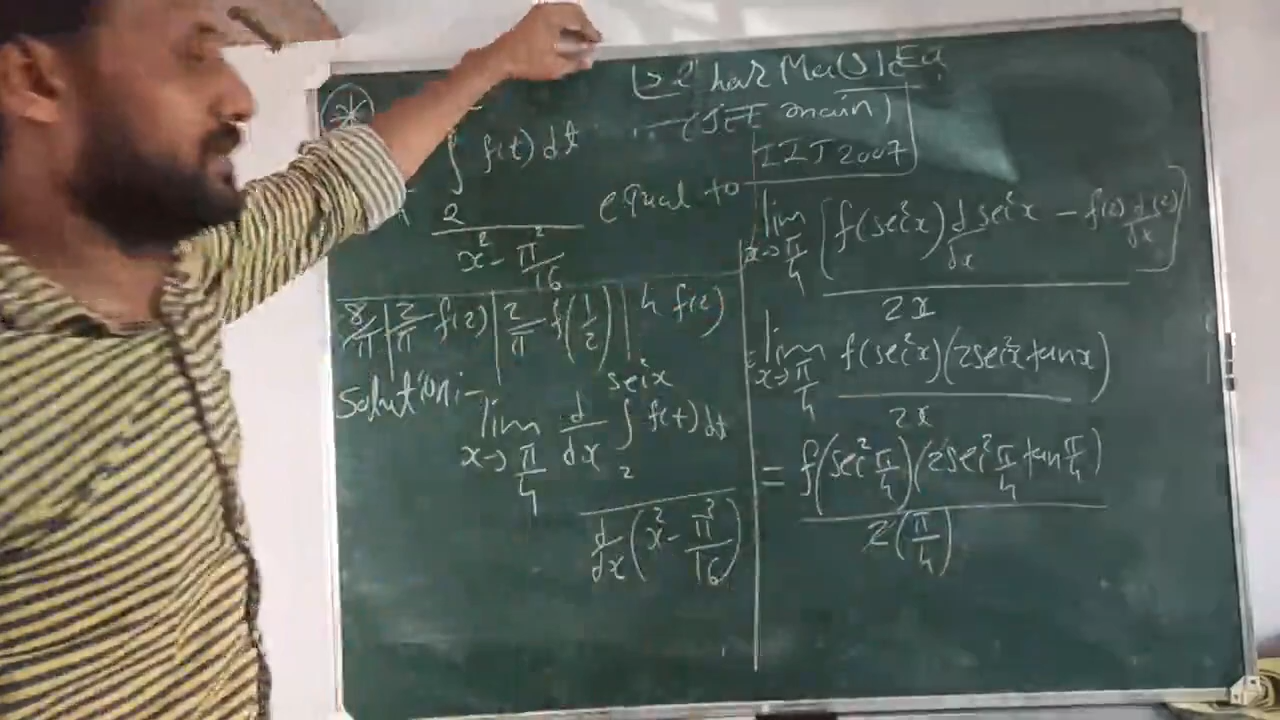 (JEE main)
IIT 2007
∫ f(t) dt
2
x² - π²/16
equal to
8/π | 2/π f(2) | 2/π f(1/2) | 4 f(2)
Solution:-
lim x→π/4 d/dx ∫ 2 sec²x f(t) dt
d/dx (x² - π²/16)
lim x→π/4 [f(sec²x) d/dx sec²x - f(2) d/dx (2)]
2x
lim x→π/4 f(sec²x)(2sec²x tanx)
2x
= f(sec² π/4)(2sec² π/4 tan π/4)
2(π/4)